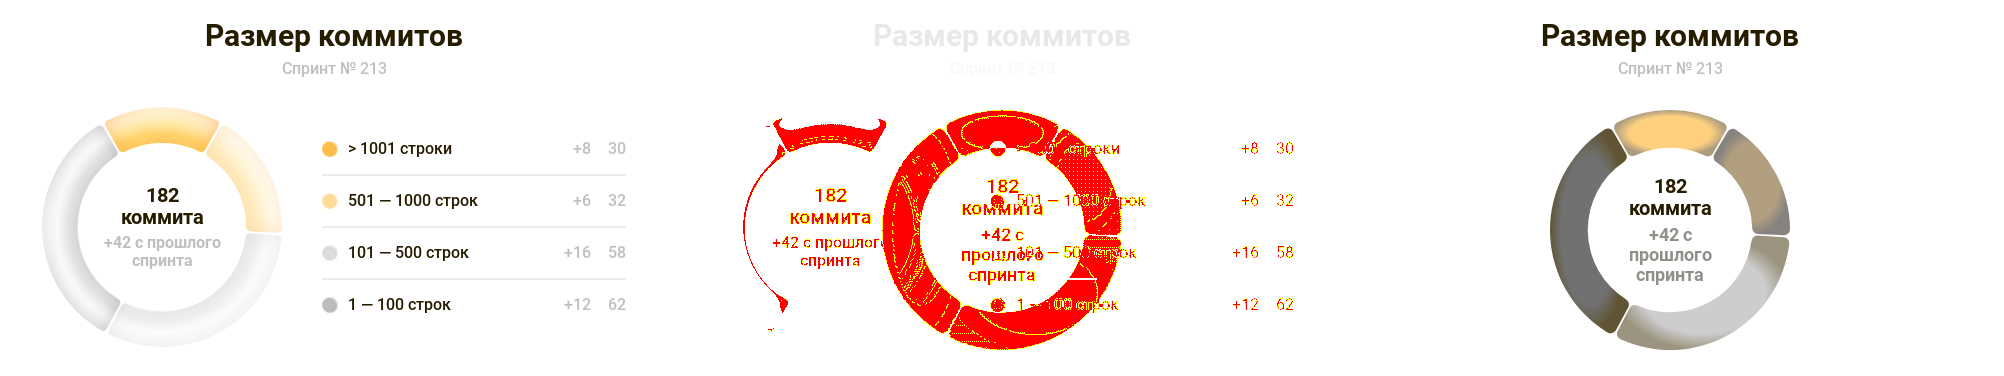 Размер коммитов
Спринт № 213
182
коммита
+42 с прошлого
спринта
> 1001 строки +8 30
501 — 1000 строк +6 32
101 — 500 строк +16 58
1 — 100 строк +12 62
Размер коммитов
Спринт № 213
182
коммита
+42 с прошлого
спринта
182
коммита
+42 с
прошлого
спринта
строки +8 30
501 — 1000 строк +6 32
101 — 500 строк +16 58
1 — 100 строк +12 62
Размер коммитов
Спринт № 213
182
коммита
+42 с
прошлого
спринта